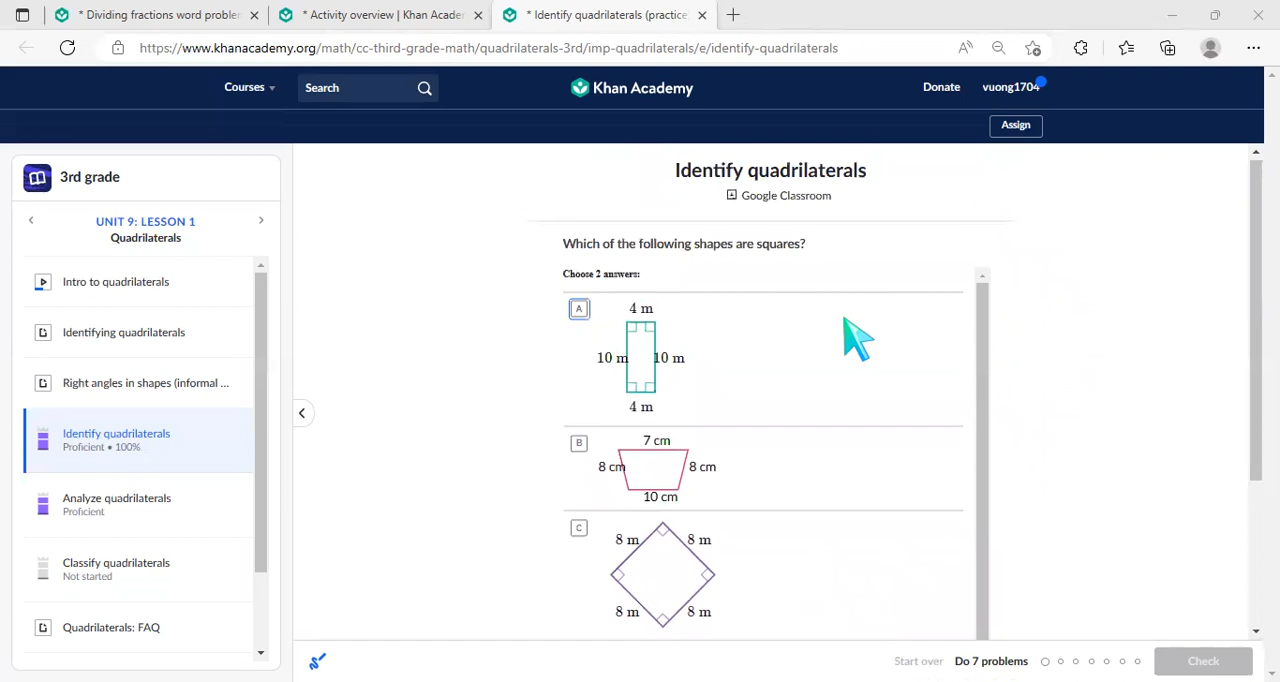 * Dividing fractions word problem
* Activity overview | Khan Academ
* Identify quadrilaterals (practice
https://www.khanacademy.org/math/cc-third-grade-math/quadrilaterals-3rd/imp-quadrilaterals/e/identify-quadrilaterals
Courses
Search
Khan Academy
Donate
vuong1704
Assign
3rd grade
UNIT 9: LESSON 1
Quadrilaterals
Intro to quadrilaterals
Identifying quadrilaterals
Right angles in shapes (informal ...
Identify quadrilaterals
Proficient • 100%
Analyze quadrilaterals
Proficient
Classify quadrilaterals
Not started
Quadrilaterals: FAQ
Identify quadrilaterals
Google Classroom
Which of the following shapes are squares?
Choose 2 answers:
A
4 m
10 m
10 m
4 m
B
7 cm
8 cm
8 cm
10 cm
C
8 m
8 m
8 m
8 m
Start over
Do 7 problems
Check